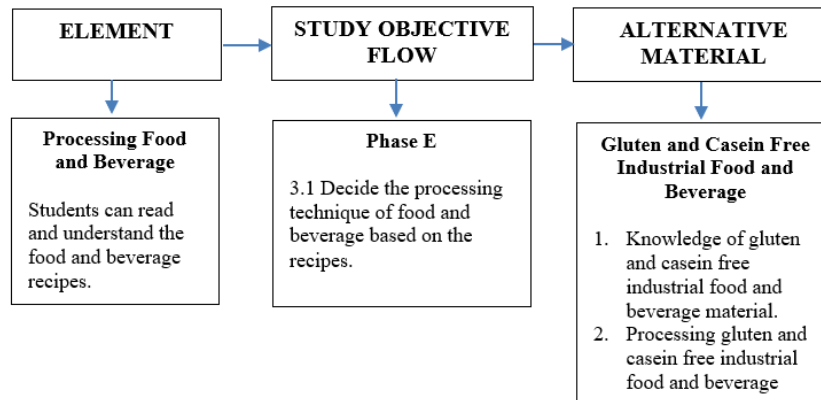 ELEMENT
STUDY OBJECTIVE
FLOW
ALTERNATIVE
MATERIAL
Processing Food
and Beverage
Students can read
and understand the
food and beverage
recipes.
Phase E
3.1 Decide the processing
technique of food and
beverage based on the
recipes.
Gluten and Casein Free
Industrial Food and
Beverage
1. Knowledge of gluten
and casein free
industrial food and
beverage material.
2. Processing gluten and
casein free industrial
food and beverage